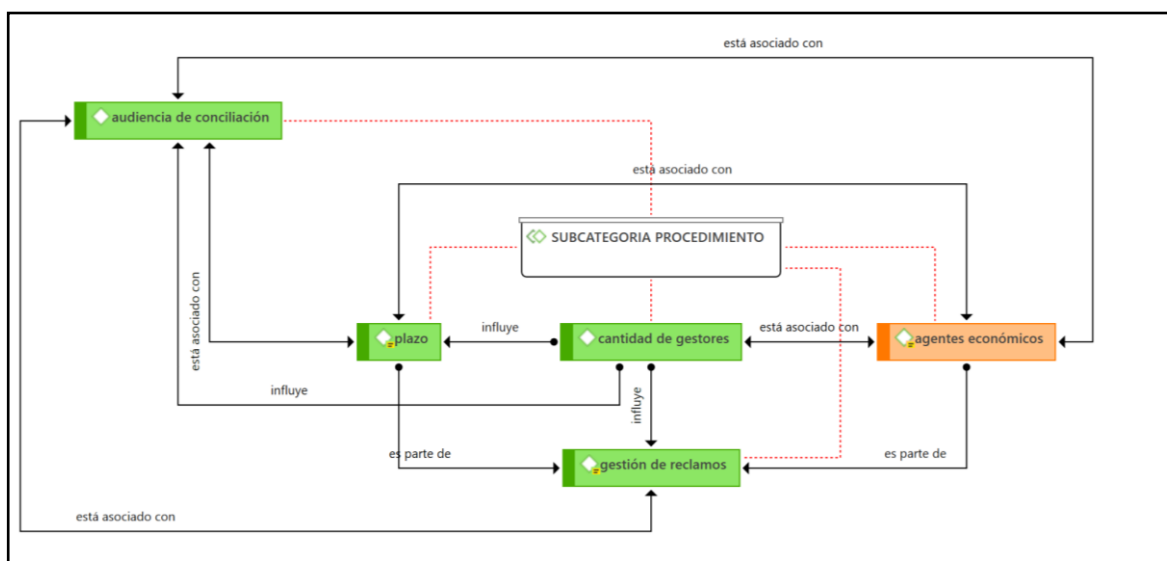 está asociado con
audiencia de conciliación
está asociado con
SUBCATEGORIA PROCEDIMIENTO
está asociado con
plazo
influye
cantidad de gestores
está asociado con
agentes económicos
influye
influye
es parte de
gestión de reclamos
es parte de
está asociado con